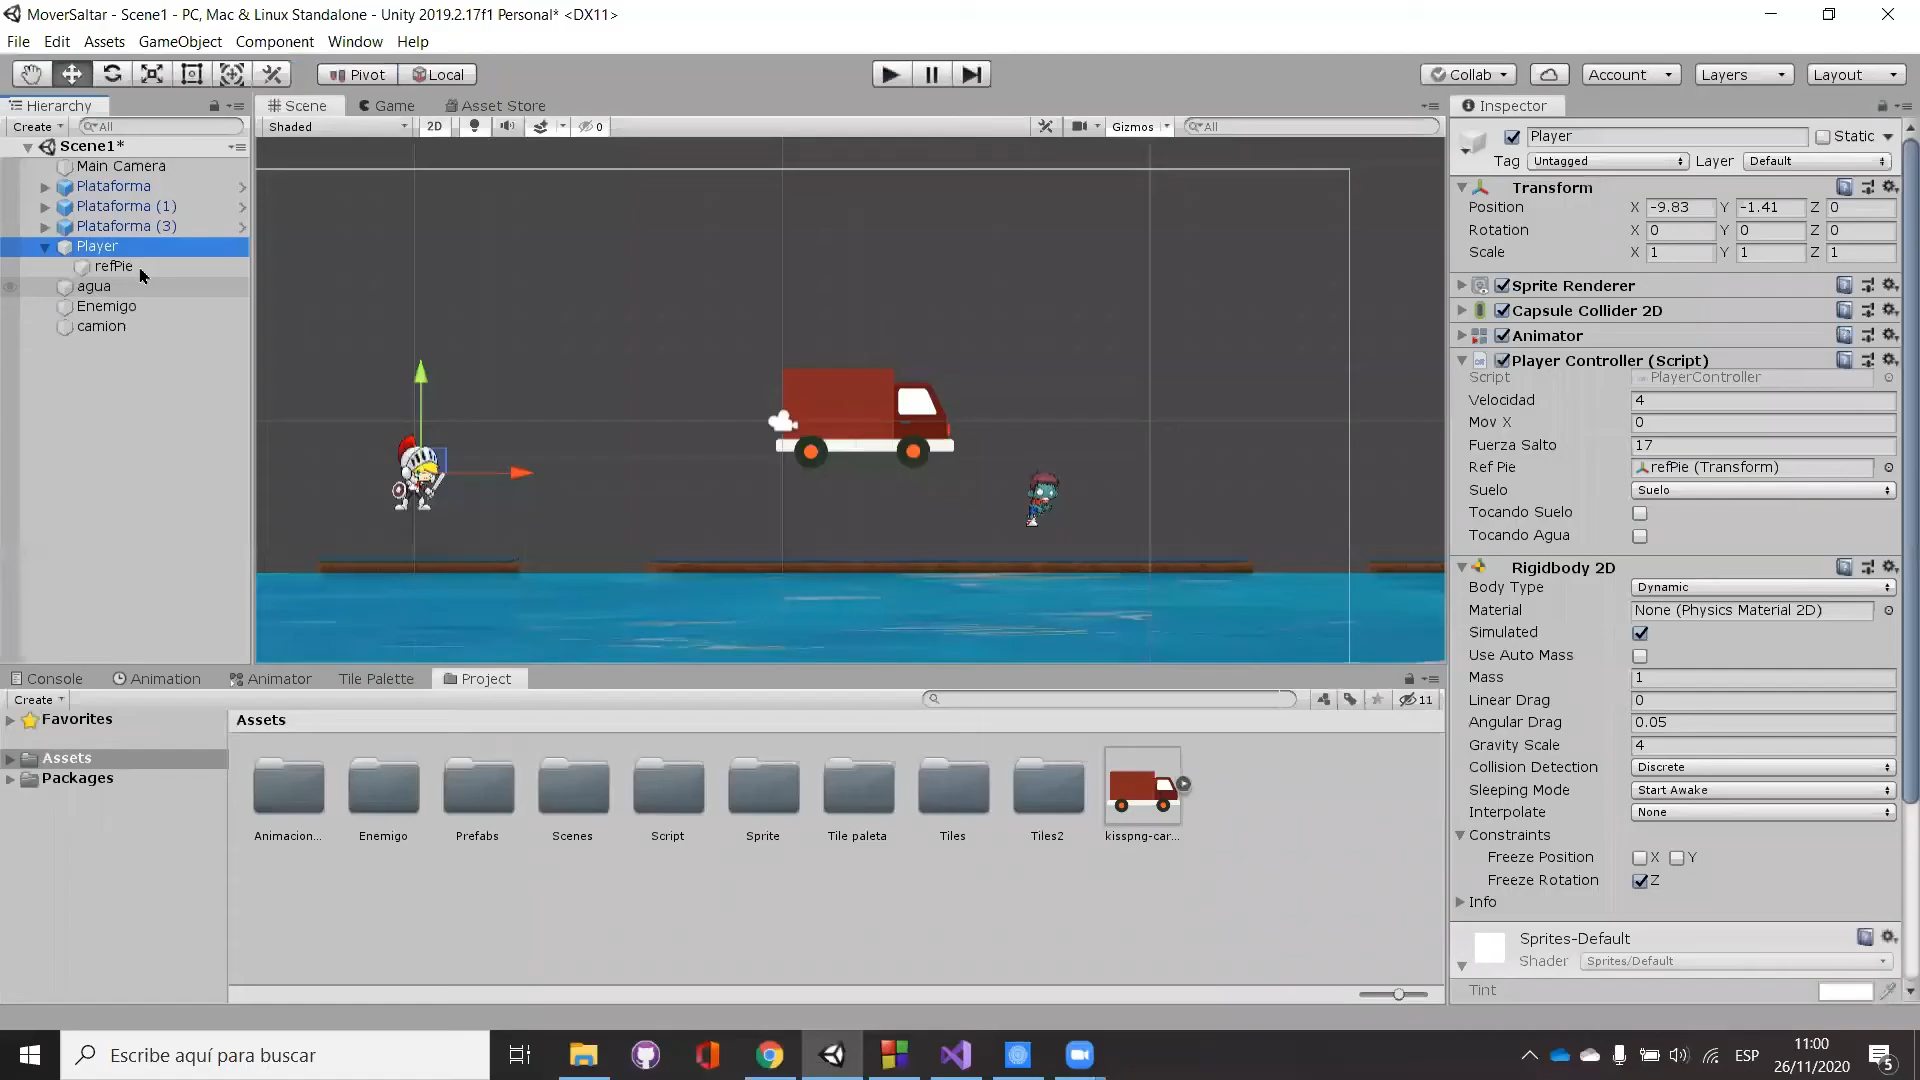 MoverSaltar - Scene1 - PC, Mac & Linux Standalone - Unity 2019.2.17f1 Personal* <DX11>
File Edit Assets GameObject Component Window Help
Pivot Local Collab Account Layers Layout
Hierarchy Scene Game Asset Store Inspector
Create All Shaded 2D 0 Gizmos All
Scene1*
Main Camera
Plataforma
Plataforma (1)
Plataforma (3)
Player
refPie
agua
Enemigo
camion
Player Static
Tag Untagged Layer Default
Transform
Position X -9.83 Y -1.41 Z 0
Rotation X 0 Y 0 Z 0
Scale X 1 Y 1 Z 1
Sprite Renderer
Capsule Collider 2D
Animator
Player Controller (Script)
Script PlayerController
Velocidad 4
Mov X 0
Fuerza Salto 17
Ref Pie refPie (Transform)
Suelo Suelo
Tocando Suelo
Tocando Agua
Rigidbody 2D
Body Type Dynamic
Material None (Physics Material 2D)
Simulated
Use Auto Mass
Mass 1
Linear Drag 0
Angular Drag 0.05
Gravity Scale 4
Collision Detection Discrete
Sleeping Mode Start Awake
Interpolate None
Constraints
Freeze Position X Y
Freeze Rotation Z
Info
Sprites-Default
Shader Sprites/Default
Tint
Console Animation Animator Tile Palette Project
Create 11
Favorites
Assets
Packages
Assets
Animacion... Enemigo Prefabs Scenes Script Sprite Tile paleta Tiles Tiles2 kisspng-car...
Escribe aquí para buscar
ESP
11:00
26/11/2020
5